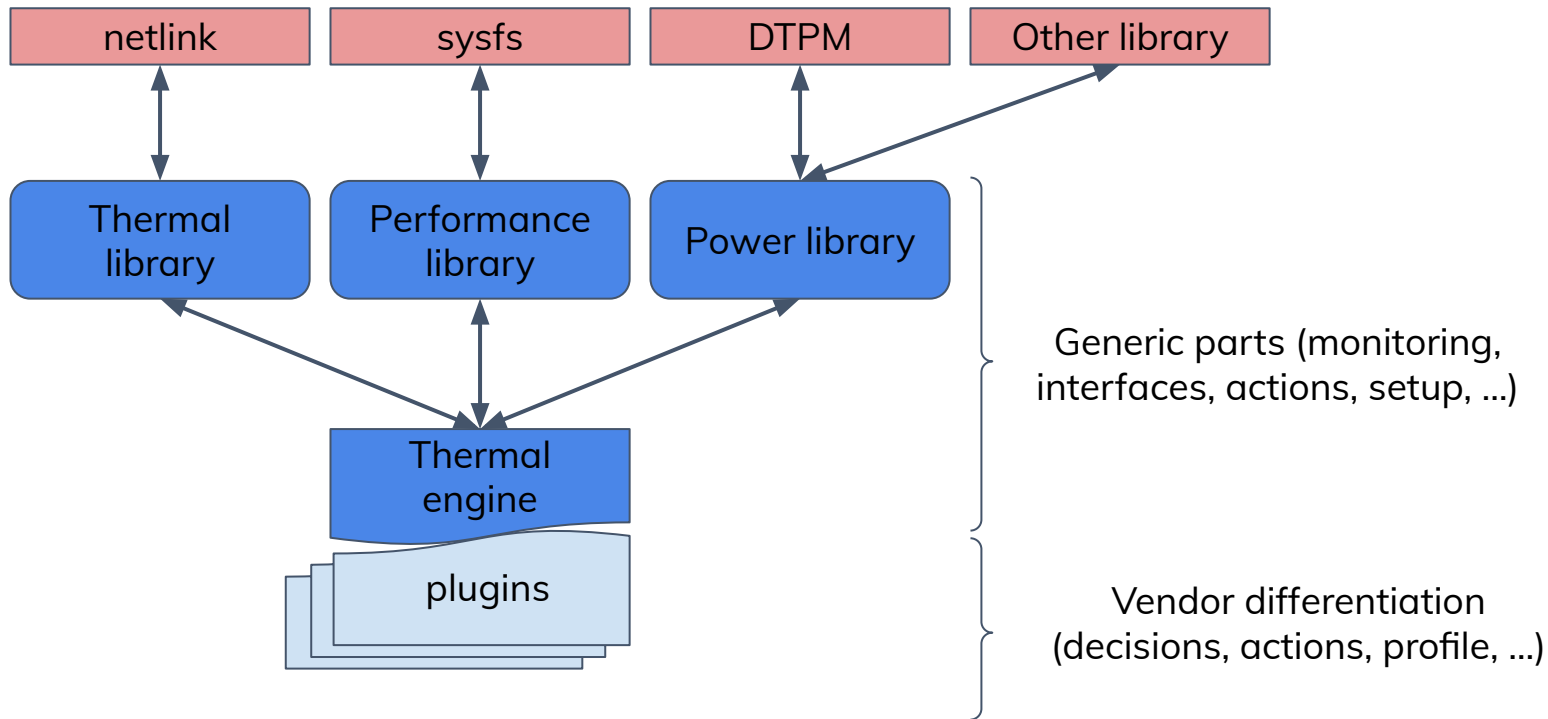 netlink
sysfs
DTPM
Other library
Thermal
library
Performance
library
Power library
Generic parts (monitoring,
interfaces, actions, setup, ...)
Thermal
engine
plugins
Vendor differentiation
(decisions, actions, profile, ...)